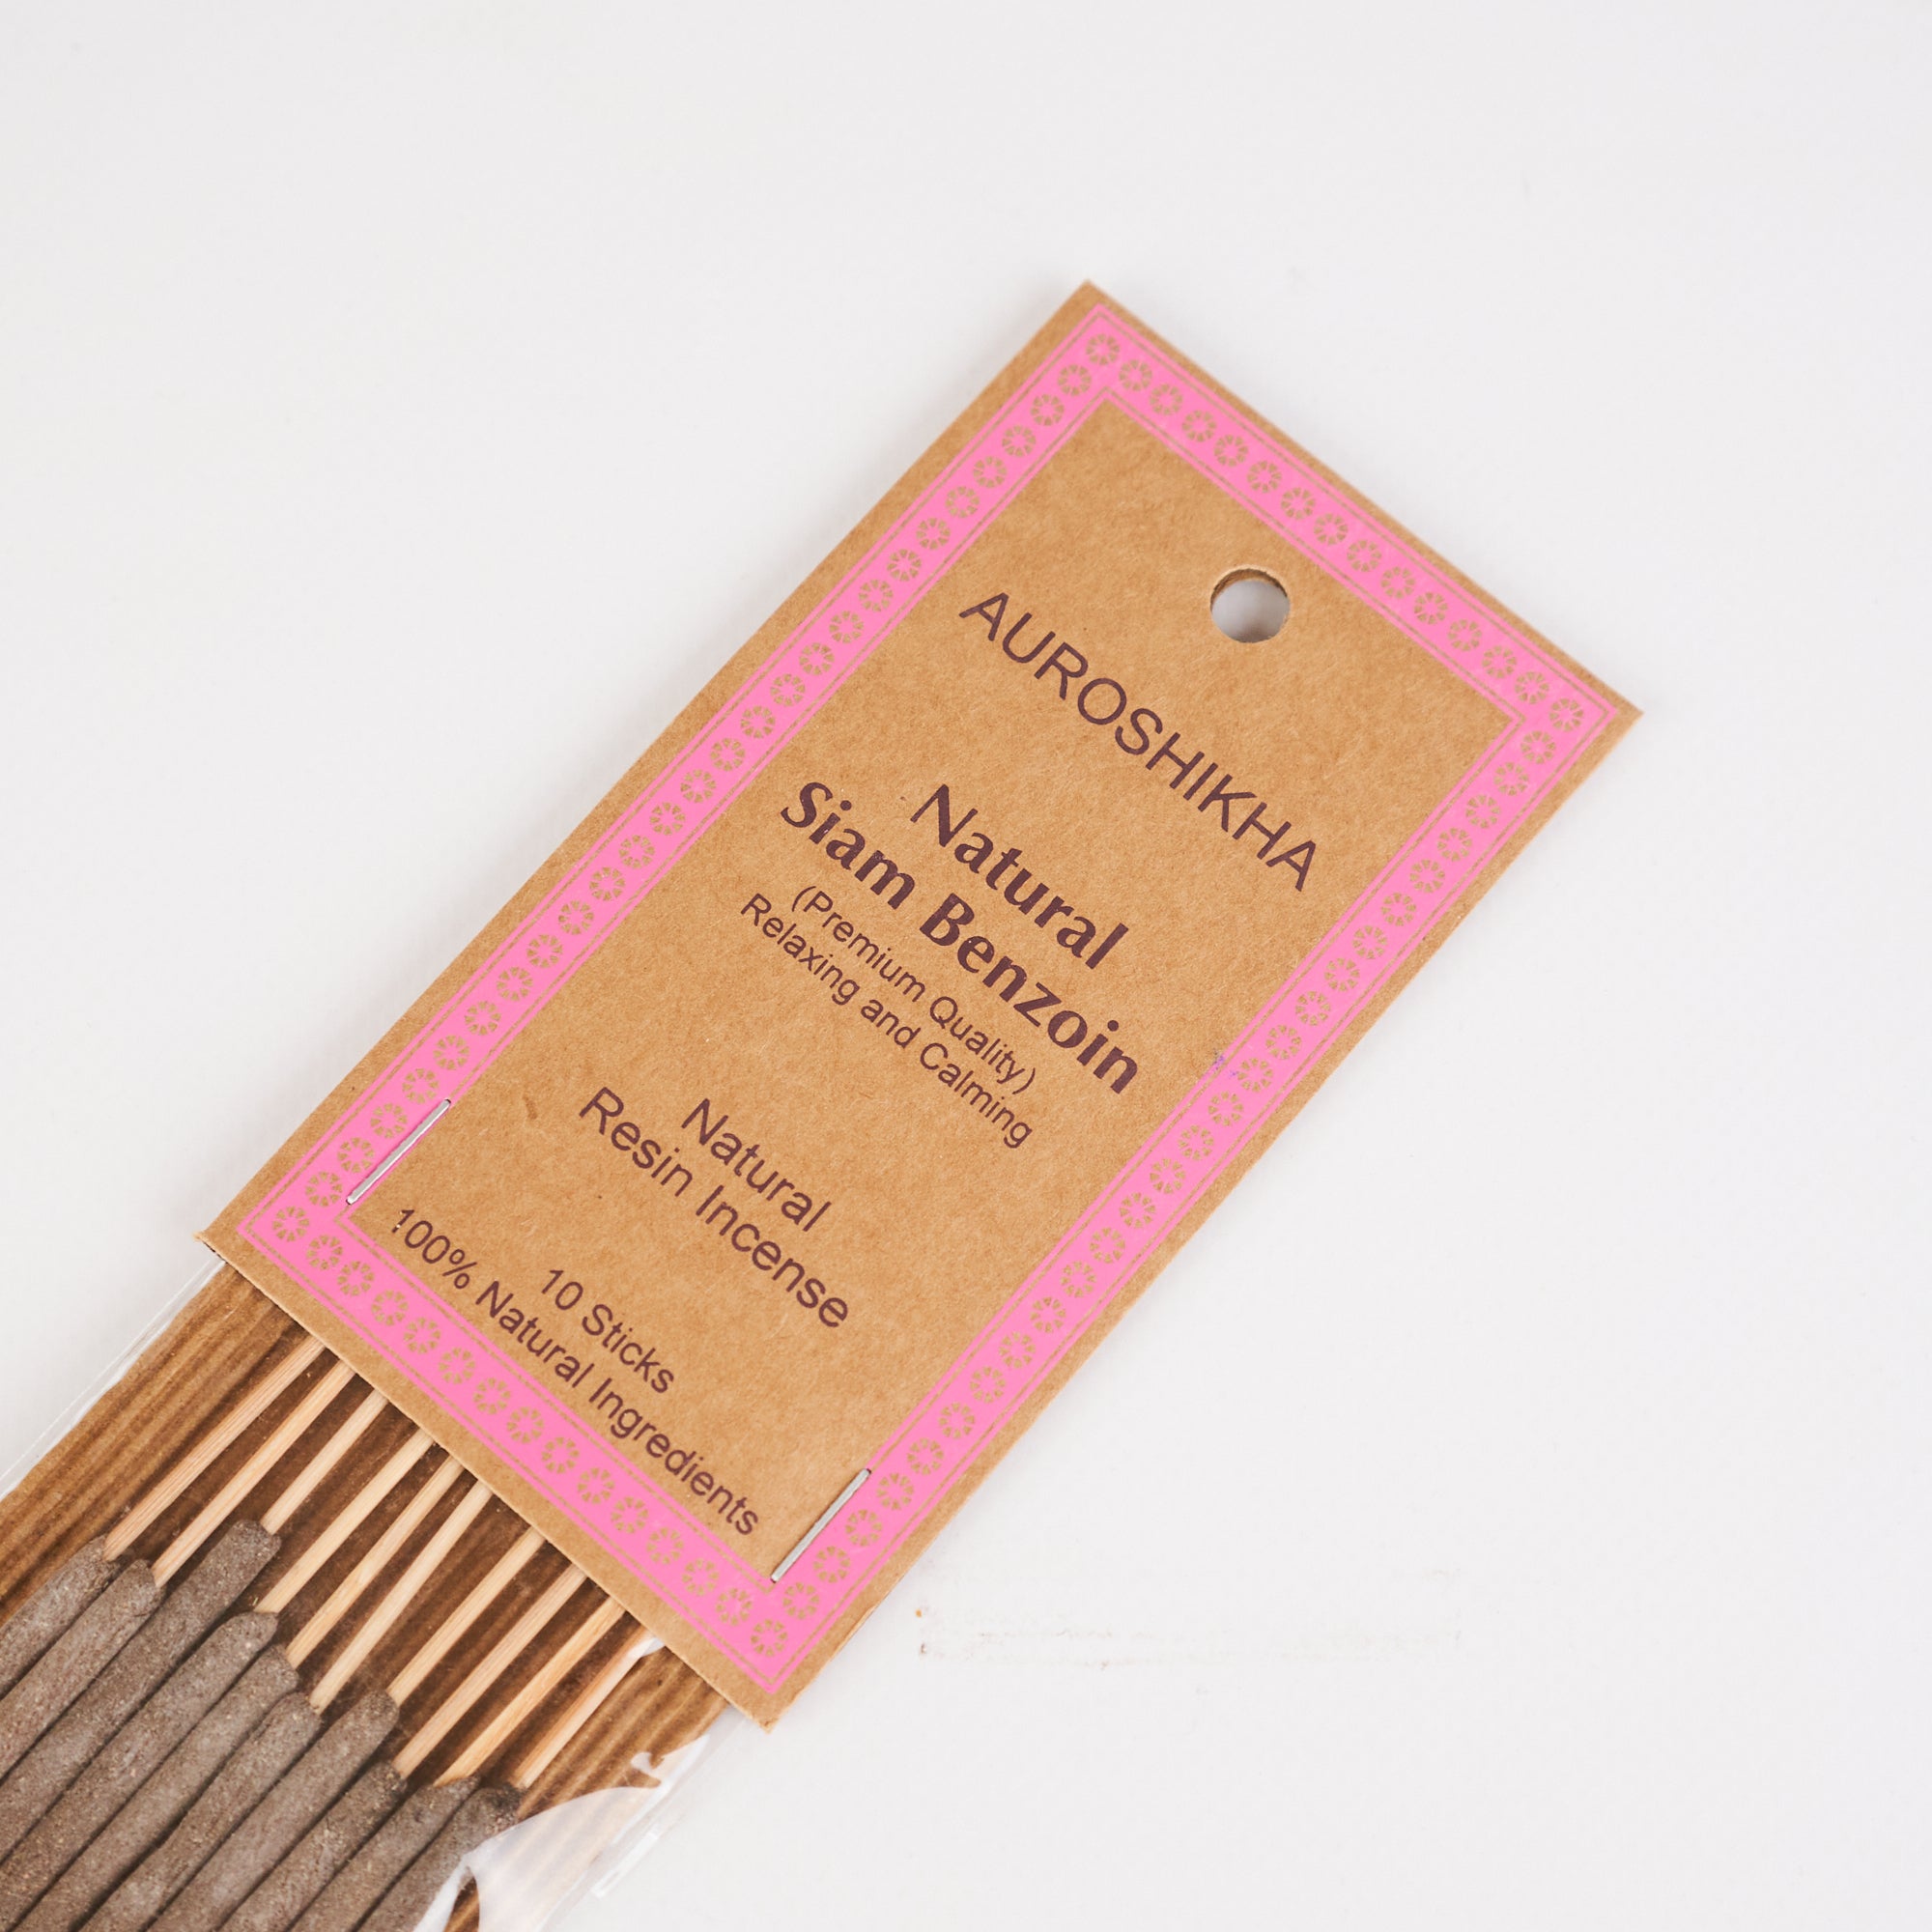 AUROSHIKHA
Natural
Siam Benzoin
(Premium Quality)
Relaxing and Calming
Natural
Resin Incense
10 Sticks
100% Natural Ingredients